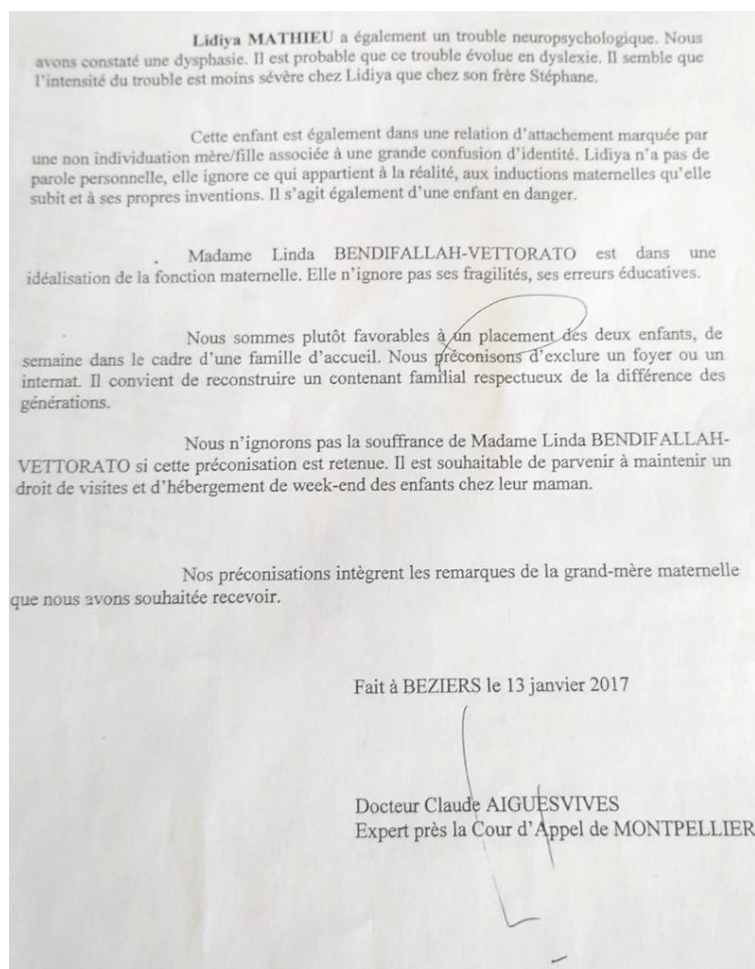 Lidiya MATHIEU a également un trouble neuropsychologique. Nous
avons constaté une dysphasie. Il est probable que ce trouble évolue en dyslexie. Il semble que
l'intensité du trouble est moins sévère chez Lidiya que chez son frère Stéphane.
Cette enfant est également dans une relation d'attachement marquée par
une non individuation mère/fille associée à une grande confusion d'identité. Lidiya n'a pas de
parole personnelle, elle ignore ce qui appartient à la réalité, aux inductions maternelles qu'elle
subit et à ses propres inventions. Il s'agit également d'une enfant en danger.
Madame Linda BENDIFALLAH-VETTORATO est dans une
idéalisation de la fonction maternelle. Elle n'ignore pas ses fragilités, ses erreurs éducatives.
Nous sommes plutôt favorables à un placement des deux enfants, de
semaine dans le cadre d'une famille d'accueil. Nous préconisons d'exclure un foyer ou un
internat. Il convient de reconstruire un contenant familial respectueux de la différence des
générations.
Nous n'ignorons pas la souffrance de Madame Linda BENDIFALLAH-
VETTORATO si cette préconisation est retenue. Il est souhaitable de parvenir à maintenir un
droit de visites et d'hébergement de week-end des enfants chez leur maman.
Nos préconisations intègrent les remarques de la grand-mère maternelle
que nous avons souhaitée recevoir.
Fait à BEZIERS le 13 janvier 2017
Docteur Claude AIGUESVIVES
Expert près la Cour d'Appel de MONTPELLIER